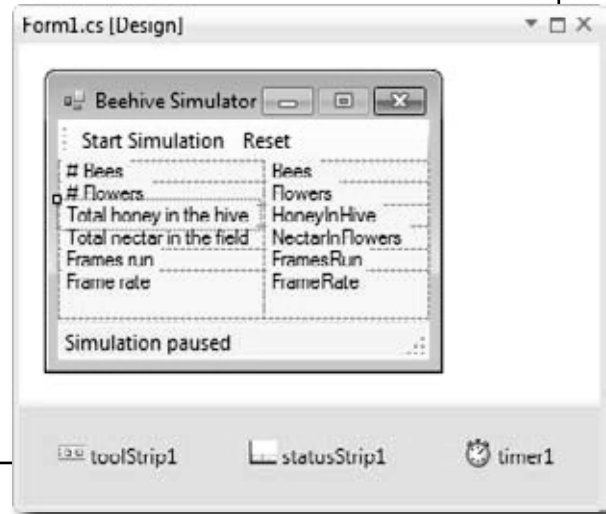 Form1.cs [Design]
Beehive Simulator
Start Simulation Reset
# Bees Bees
# Flowers Flowers
Total honey in the hive HoneyInHive
Total nectar in the field NectarInFlowers
Frames run FramesRun
Frame rate FrameRate
Simulation paused
toolStrip1 statusStrip1 timer1